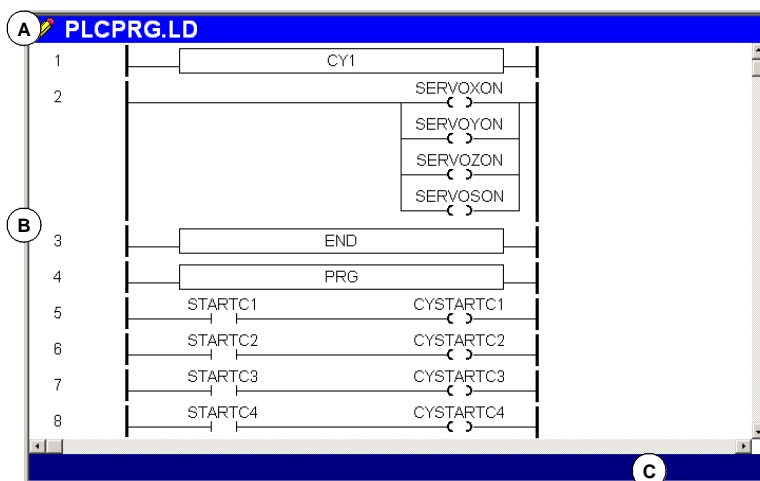 A PLCPRG.LD
1 CY1
2 SERVOXON
SERVOYON
SERVOZON
SERVOSON
B
3 END
4 PRG
5 STARTC1 CYSTARTC1
6 STARTC2 CYSTARTC2
7 STARTC3 CYSTARTC3
8 STARTC4 CYSTARTC4
C